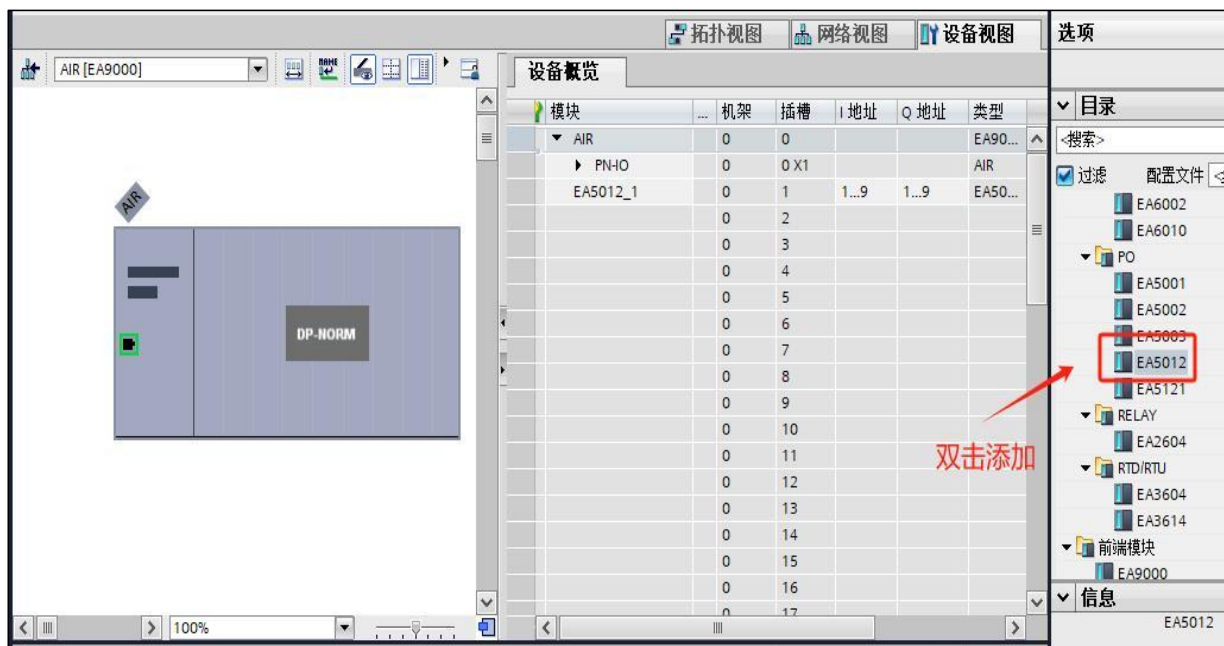 拓扑视图 网络视图 设备视图 选项
AIR [EA9000]
设备概览
模块 ... 机架 插槽 I 地址 Q 地址 类型
AIR 0 0 EA90...
PN-IO 0 0 X1 AIR
EA5012_1 0 1 1...9 1...9 EA50...
0 2
0 3
0 4
0 5
0 6
0 7
0 8
0 9
0 10
0 11
0 12
0 13
0 14
0 15
0 16
0 17
AIR
DP-NORM
100%
目录
<搜索>
过滤 配置文件
EA6002
EA6010
PO
EA5001
EA5002
EA5003
EA5012
EA5121
RELAY
EA2604
RTD/RTU
EA3604
EA3614
前端模块
EA9000
双击添加
信息
EA5012